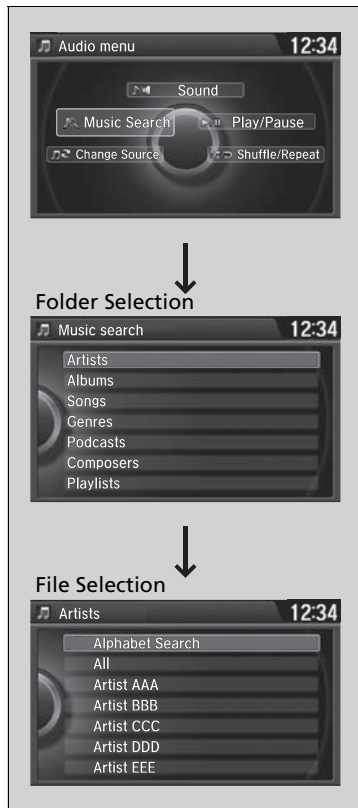 Audio menu 12:34
Sound
Music Search Play/Pause
Change Source Shuffle/Repeat
Folder Selection
Music search 12:34
Artists
Albums
Songs
Genres
Podcasts
Composers
Playlists
File Selection
Artists 12:34
Alphabet Search
All
Artist AAA
Artist BBB
Artist CCC
Artist DDD
Artist EEE